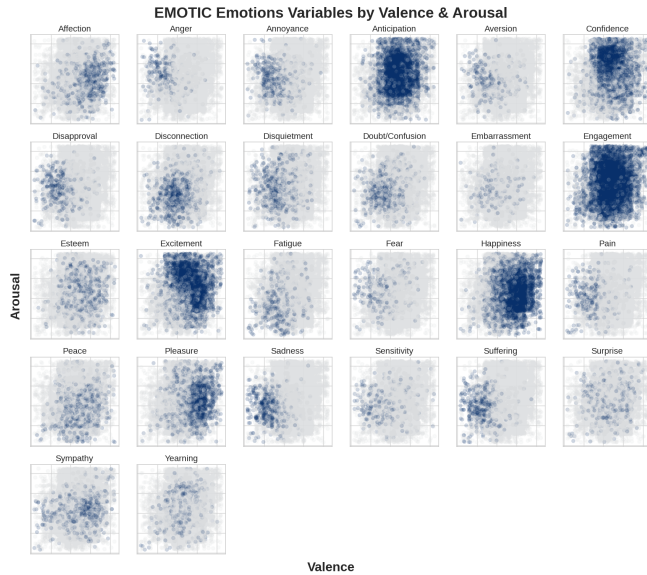 EMOTIC Emotions Variables by Valence & Arousal
Affection
Anger
Annoyance
Anticipation
Aversion
Confidence
Disapproval
Disconnection
Disquietment
Doubt/Confusion
Embarrassment
Engagement
Esteem
Excitement
Fatigue
Fear
Happiness
Pain
Peace
Pleasure
Sadness
Sensitivity
Suffering
Surprise
Sympathy
Yearning
Arousal
Valence